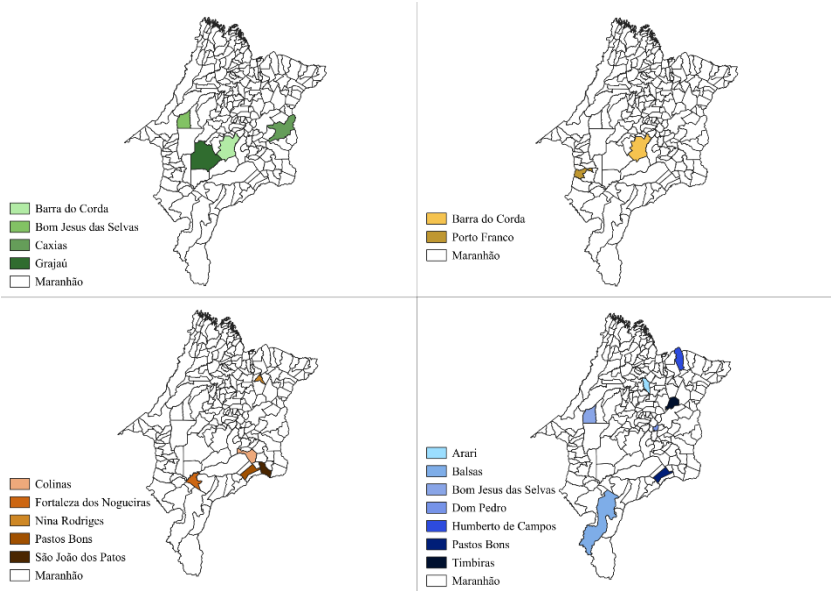 Barra do Corda
Bom Jesus das Selvas
Caxias
Grajaú
Maranhão
Barra do Corda
Porto Franco
Maranhão
Colinas
Fortaleza dos Nogueiras
Nina Rodriges
Pastos Bons
São João dos Patos
Maranhão
Arari
Balsas
Bom Jesus das Selvas
Dom Pedro
Humberto de Campos
Pastos Bons
Timbiras
Maranhão